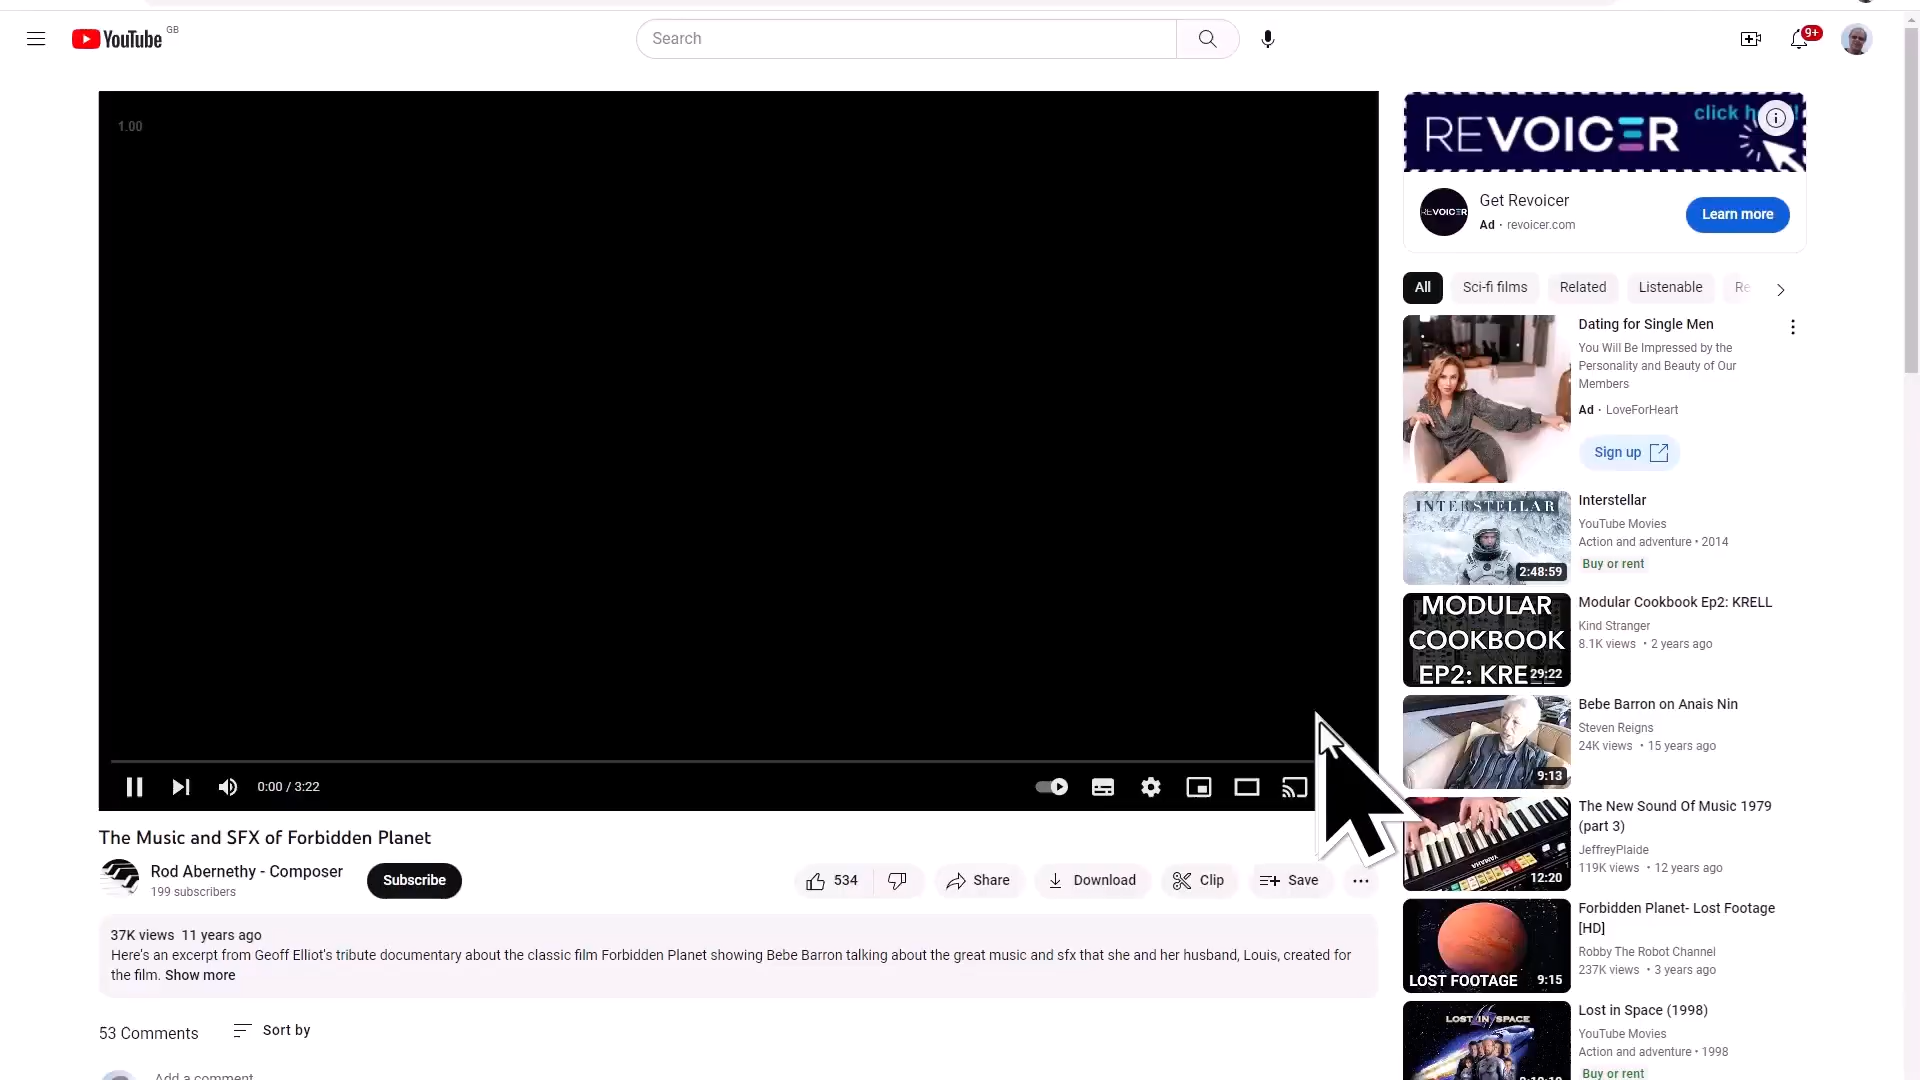 YouTube GB
Search
9+
1.00
0:00 / 3:22
The Music and SFX of Forbidden Planet
Rod Abernethy - Composer
199 subscribers
Subscribe
534
Share
Download
Clip
Save
37K views 11 years ago
Here's an excerpt from Geoff Elliot's tribute documentary about the classic film Forbidden Planet showing Bebe Barron talking about the great music and sfx that she and her husband, Louis, created for
the film. Show more
53 Comments
Sort by
Add a comment
click
REVOICER
REVOICER
Get Revoicer
Ad · revoicer.com
Learn more
All
Sci-fi films
Related
Listenable
Re
Dating for Single Men
You Will Be Impressed by the
Personality and Beauty of Our
Members
Ad · LoveForHeart
Sign up
INTERSTELLAR
2:48:59
Interstellar
YouTube Movies
Action and adventure • 2014
Buy or rent
MODULAR
COOKBOOK
EP2: KRE
29:22
Modular Cookbook Ep2: KRELL
Kind Stranger
8.1K views • 2 years ago
9:13
Bebe Barron on Anais Nin
Steven Reigns
24K views • 15 years ago
YAMAHA
12:20
The New Sound Of Music 1979
(part 3)
JeffreyPlaide
119K views • 12 years ago
LOST FOOTAGE
9:15
Forbidden Planet- Lost Footage
[HD]
Robby The Robot Channel
237K views • 3 years ago
LOST IN SPACE
Lost in Space (1998)
YouTube Movies
Action and adventure • 1998
Buy or rent